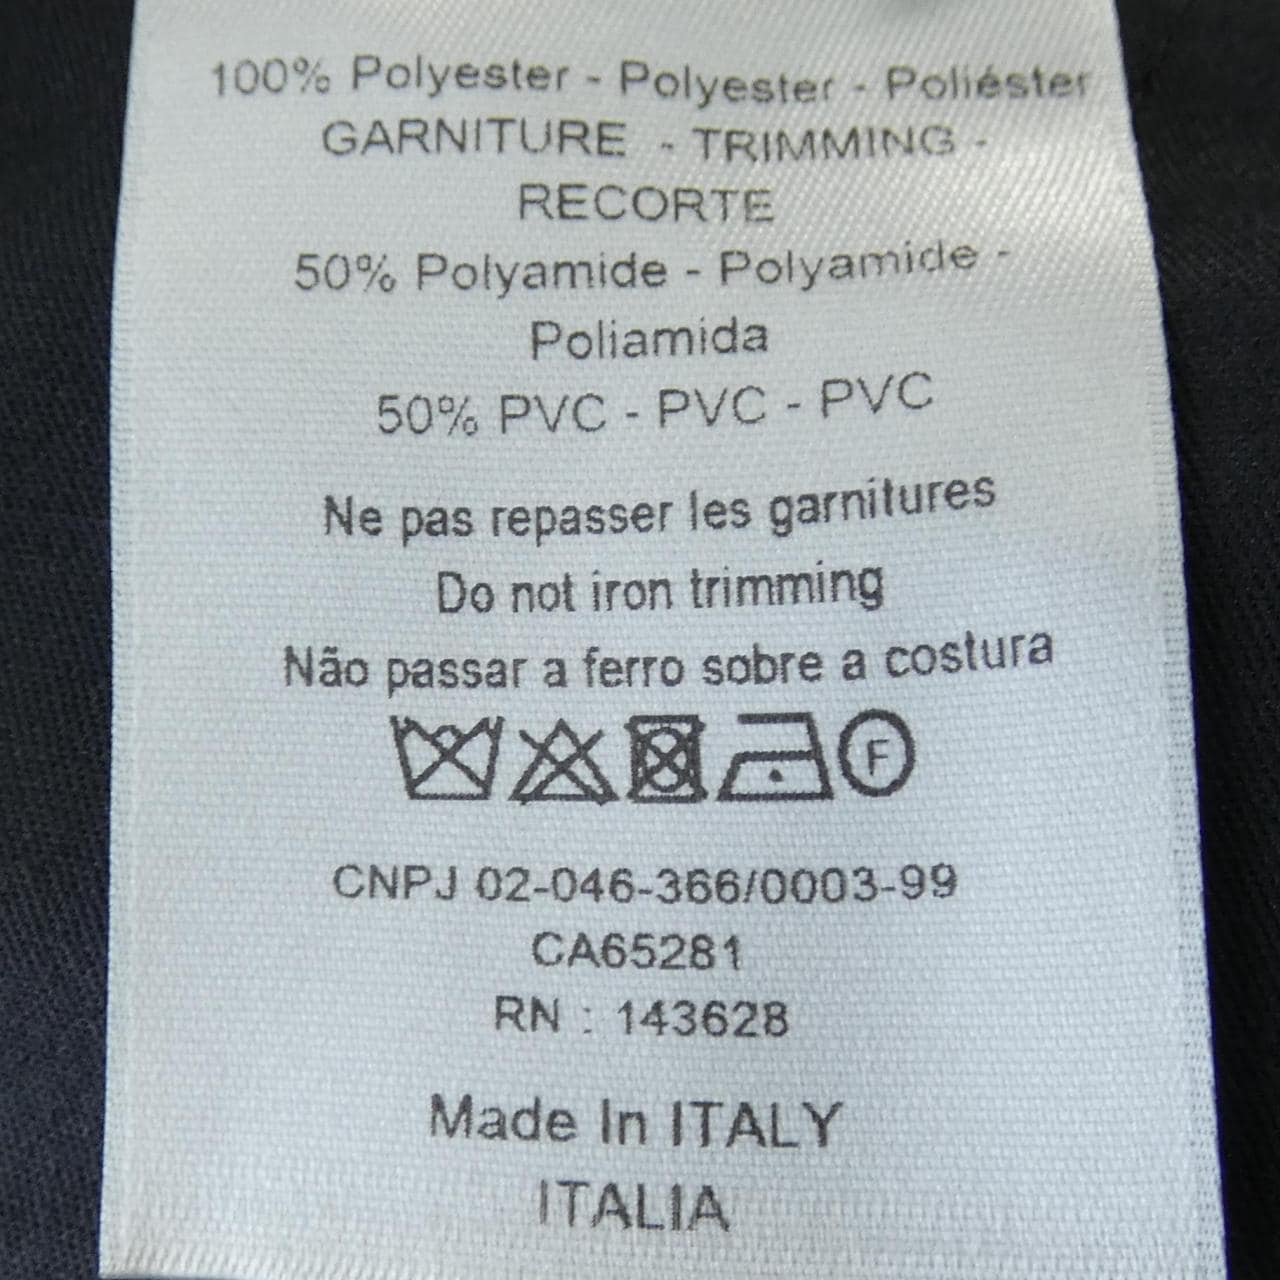 100% Polyester - Polyester - Poliéster
GARNITURE - TRIMMING -
RECORTE
50% Polyamide - Polyamide -
Poliamida
50% PVC - PVC - PVC
Ne pas repasser les garnitures
Do not iron trimming
Não passar a ferro sobre a costura
F
CNPJ 02-046-366/0003-99
CA65281
RN : 143628
Made In ITALY
ITALIA